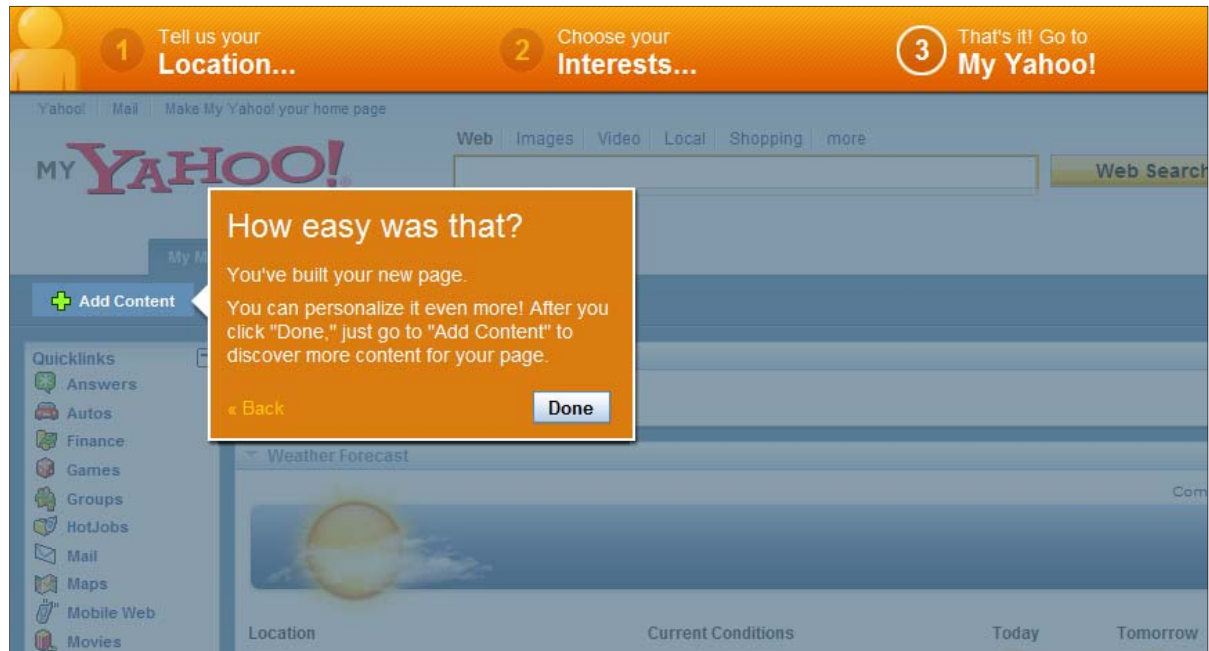 1 Tell us your 2 Choose your 3 That's it! Go to
Location... Interests... My Yahoo!
Yahoo! Mail Make My Yahoo! your home page
Web Images Video Local Shopping more
MY YAHOO!
Web Search
How easy was that?
My M
You've built your new page.
Add Content
You can personalize it even more! After you
click "Done," just go to "Add Content" to
discover more content for your page.
Quicklinks
Answers
Autos
« Back Done
Finance
Weather Forecast
Games
Groups
Com
HotJobs
Mail
Maps
Mobile Web
Movies
Location Current Conditions Today Tomorrow